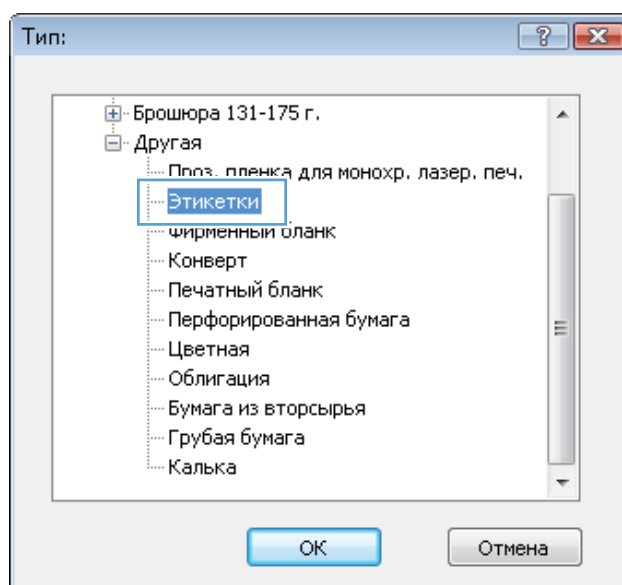 Тип:
Брошюра 131-175 г.
Другая
Проз. пленка для монохр. лазер. печ.
Этикетки
Фирменный бланк
Конверт
Печатный бланк
Перфорированная бумага
Цветная
Облигация
Бумага из вторсырья
Грубая бумага
Калька
ОК
Отмена